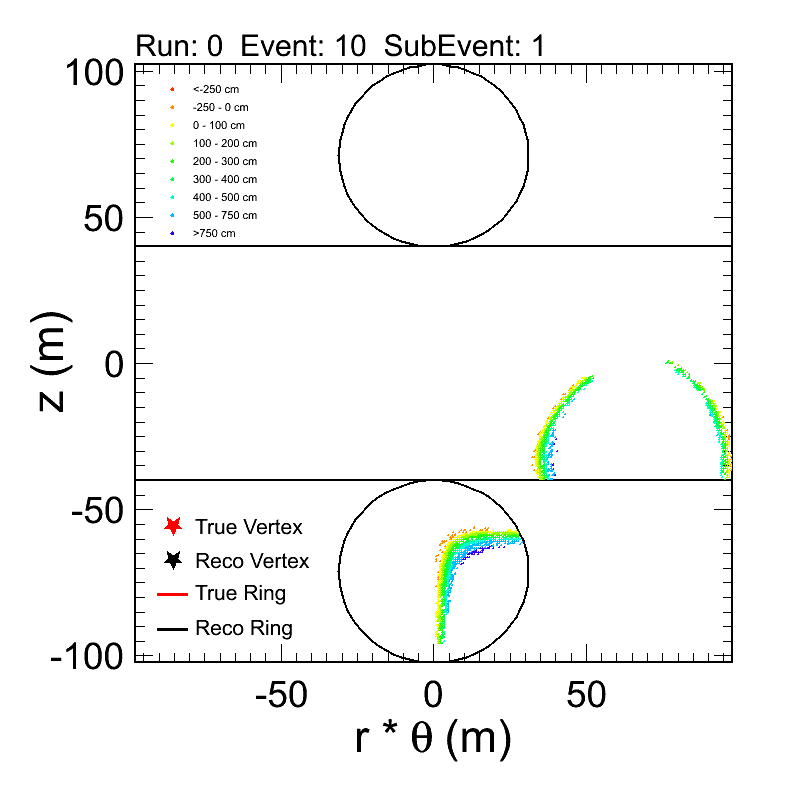 Run: 0  Event: 10  SubEvent: 1
100
<-250 cm
-250 - 0 cm
0 - 100 cm
100 - 200 cm
200 - 300 cm
300 - 400 cm
400 - 500 cm
500 - 750 cm
>750 cm
50
0
z (m)
-50
True Vertex
Reco Vertex
True Ring
Reco Ring
-100
-50 0 50
r * θ (m)